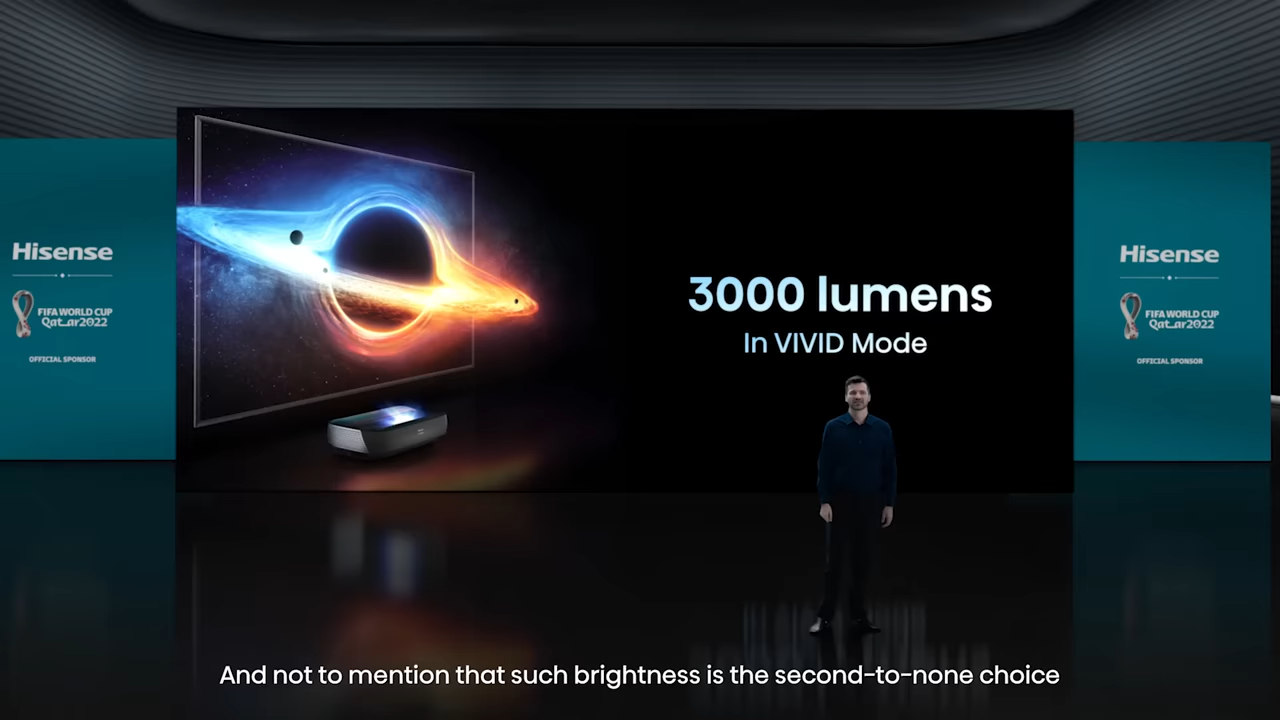 Hisense
FIFA WORLD CUP
Qatar2022
OFFICIAL SPONSOR
3000 lumens
In VIVID Mode
Hisense
FIFA WORLD CUP
Qatar2022
OFFICIAL SPONSOR
And not to mention that such brightness is the second-to-none choice